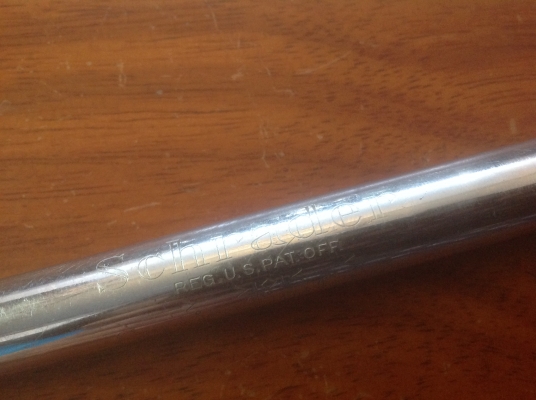 Schrader
REG. U.S. PAT. OFF.